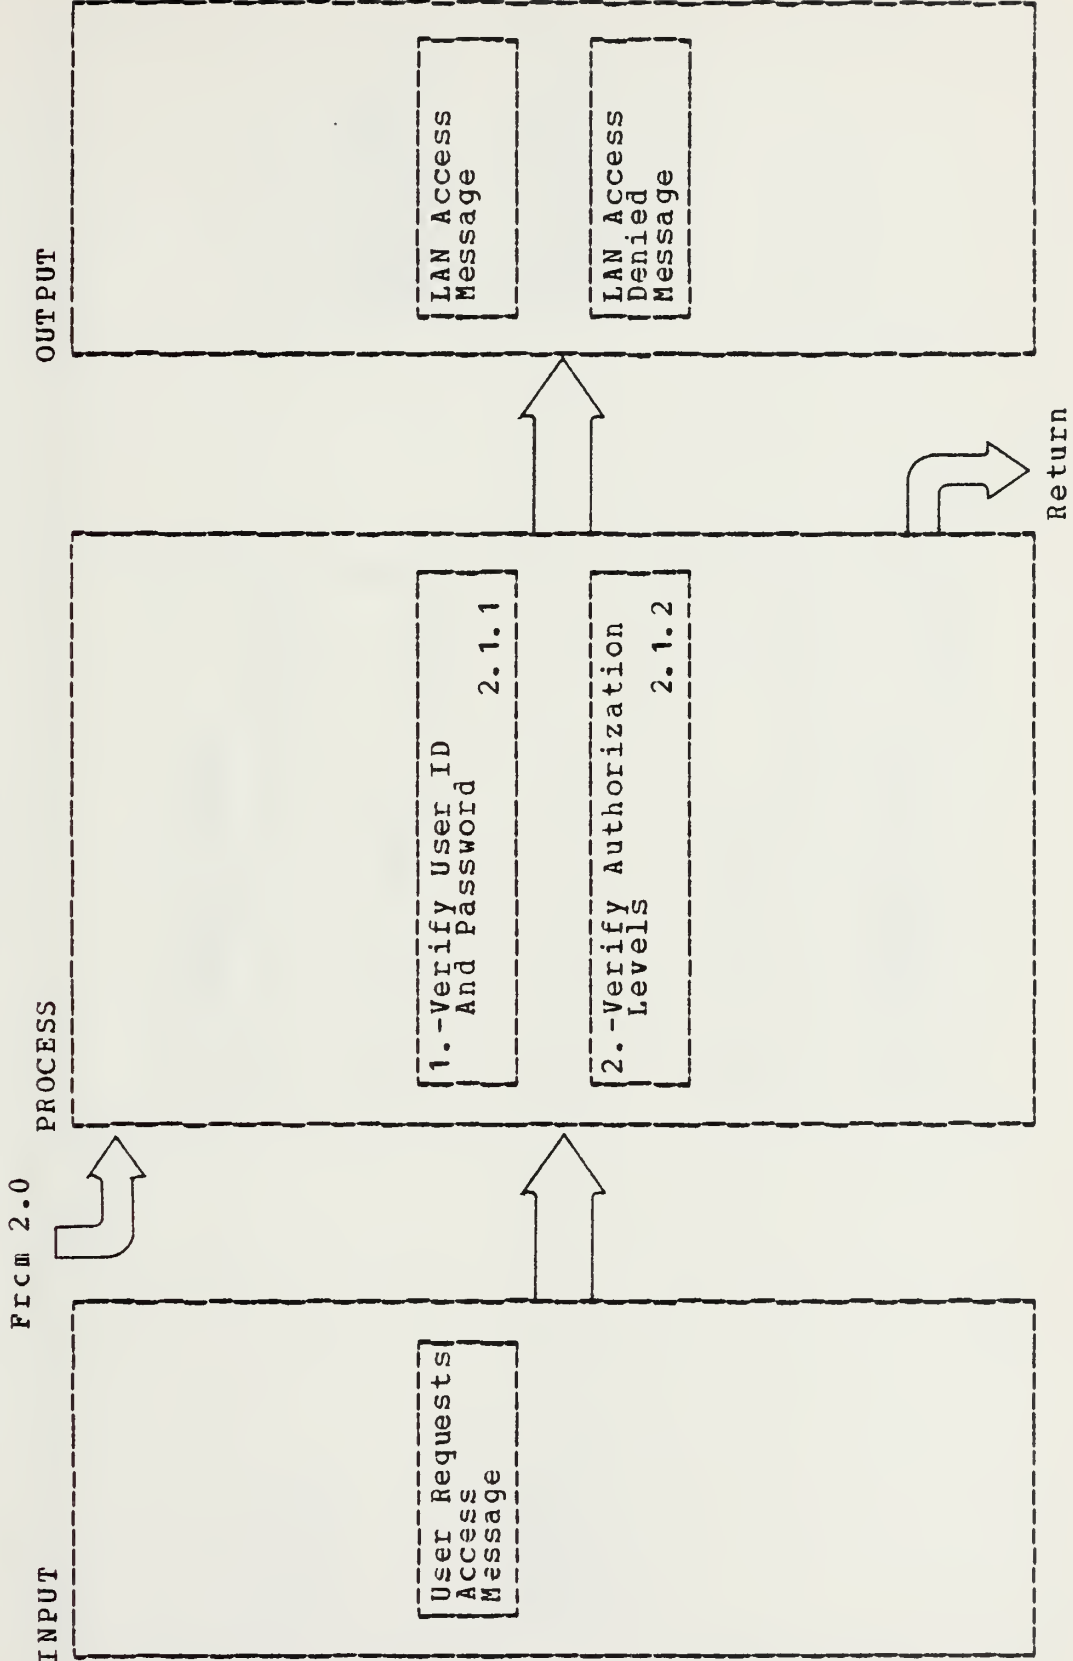 From 2.0
INPUT
PROCESS
OUTPUT
User Requests
Access
Message
1.-Verify User ID
And Password
2.1.1
2.-Verify Authorization
Levels
2.1.2
LAN Access
Message
LAN Access
Denied
Message
Return